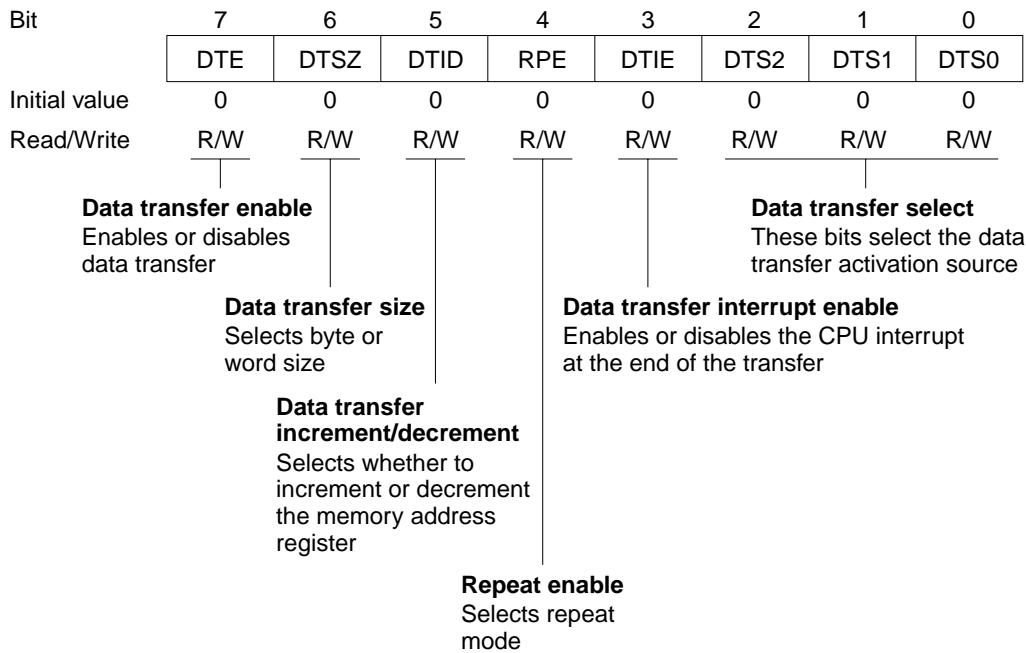 Bit 7 6 5 4 3 2 1 0
DTE DTSZ DTID RPE DTIE DTS2 DTS1 DTS0
Initial value 0 0 0 0 0 0 0 0
Read/Write R/W R/W R/W R/W R/W R/W R/W R/W
Data transfer enable
Enables or disables
data transfer
Data transfer select
These bits select the data
transfer activation source
Data transfer size
Selects byte or
word size
Data transfer interrupt enable
Enables or disables the CPU interrupt
at the end of the transfer
Data transfer
increment/decrement
Selects whether to
increment or decrement
the memory address
register
Repeat enable
Selects repeat
mode